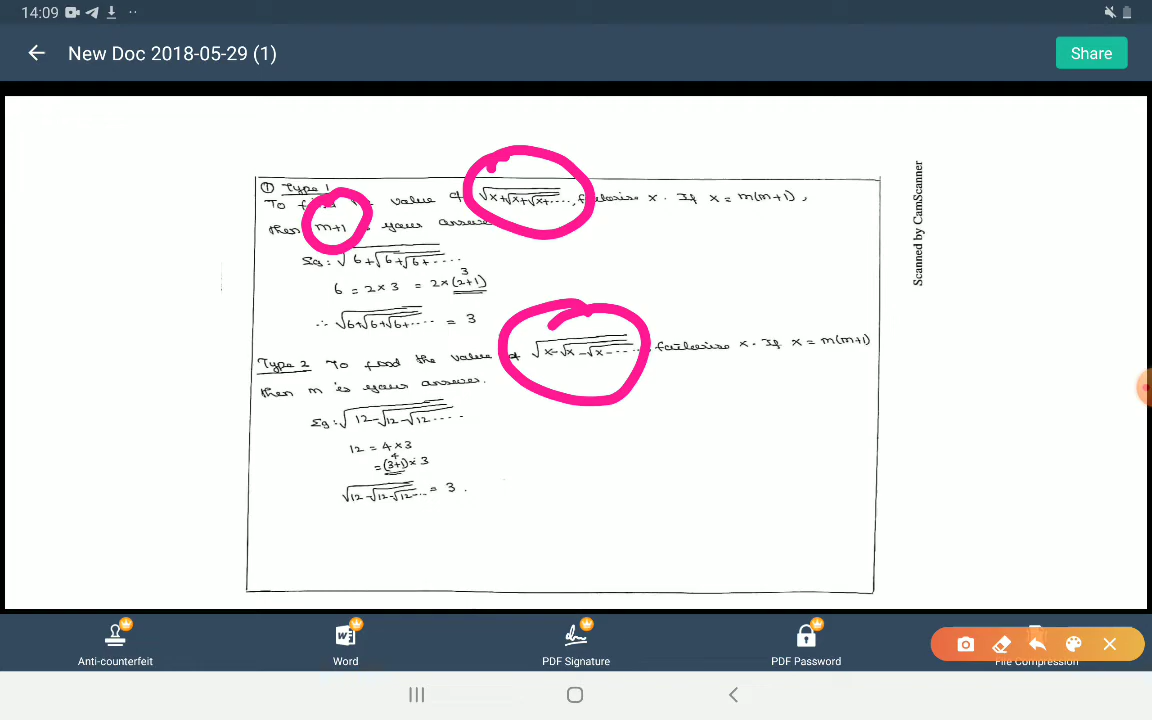 14:09
New Doc 2018-05-29 (1)
Share
① Type 1
To the value of √x+√x+√x+...., factorise x. If x = m(m+1),
then m+1 is your answer
Eg: √6+√6+√6+.....
6 = 2×3 = 2×(2+1)
3
∴ √6+√6+√6+.... = 3
Type 2 To find the value of √x-√x-√x-..... factorise x. If x = m(m+1)
then m is your answer.
Eg: √12-√12-√12.....
12 = 4×3
4
= (3+1)×3
√12-√12-√12-... = 3.
Scanned by CamScanner
Anti-counterfeit
Word
PDF Signature
PDF Password
File Compression